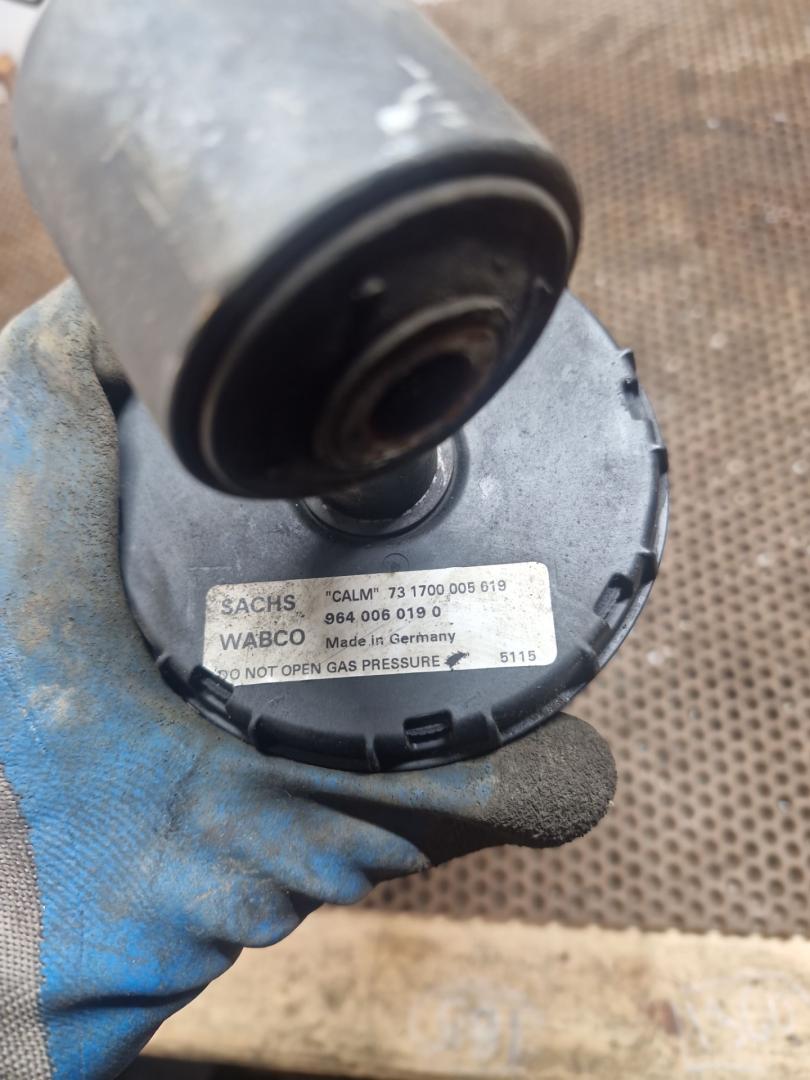 SACHS "CALM" 73 1700 005 619
964 006 019 0
WABCO Made in Germany
DO NOT OPEN GAS PRESSURE 5115